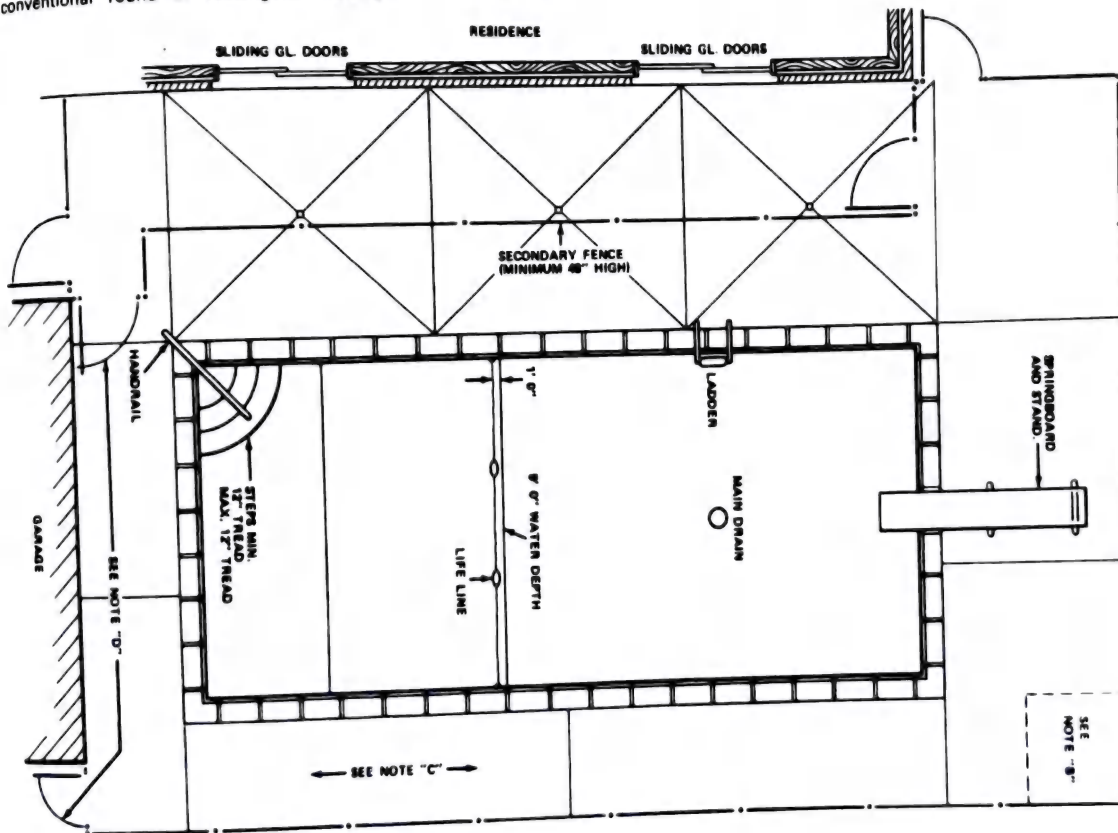 conventional
RESIDENCE
SLIDING GL. DOORS
SLIDING GL. DOORS
SECONDARY FENCE
(MINIMUM 48" HIGH)
HANDRAIL
1' 0"
LADDER
SPRINGBOARD
AND STAND.
STEPS MIN.
12" TREAD
MAX. 12" TREAD
9' 0" WATER DEPTH
MAIN DRAIN
LIFE LINE
GARAGE
SEE NOTE "D"
SEE NOTE "C"
SEE
NOTE "B"